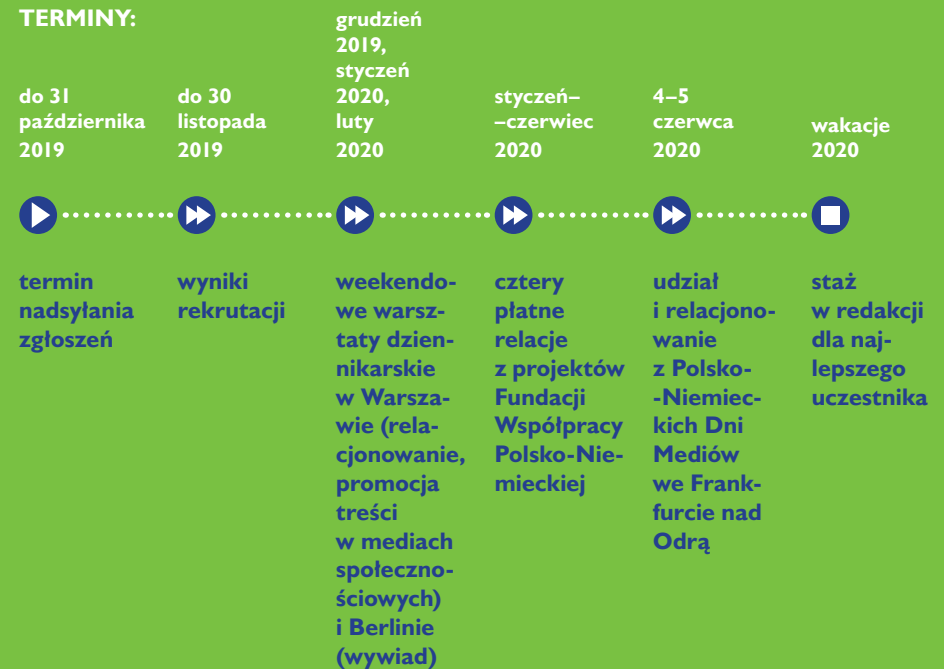 TERMINY:
do 31
października
2019
do 30
listopada
2019
grudzień
2019,
styczeń
2020,
luty
2020
styczeń–
–czerwiec
2020
4–5
czerwca
2020
wakacje
2020
termin
nadsyłania
zgłoszeń
wyniki
rekrutacji
weekendo-
we warsz-
taty dzien-
nikarskie
w Warsza-
wie (rela-
cjonowanie,
promocja
treści
w mediach
społeczno-
ściowych)
i Berlinie
(wywiad)
cztery
płatne
relacje
z projektów
Fundacji
Współpracy
Polsko-Nie-
mieckiej
udział
i relacjono-
wanie
z Polsko-
-Niemiec-
kich Dni
Mediów
we Frank-
furcie nad
Odrą
staż
w redakcji
dla naj-
lepszego
uczestnika